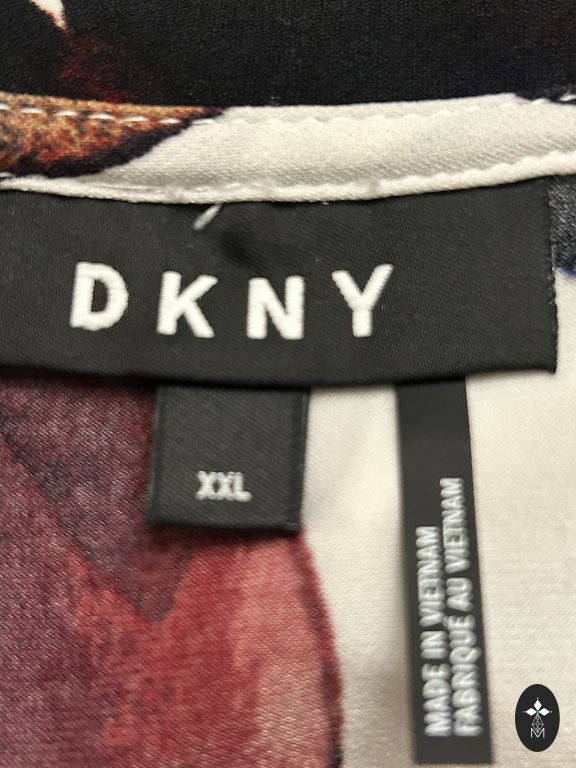 DKNY
XXL
MADE IN VIETNAM
FABRIQUÉ AU VIETNAM
M